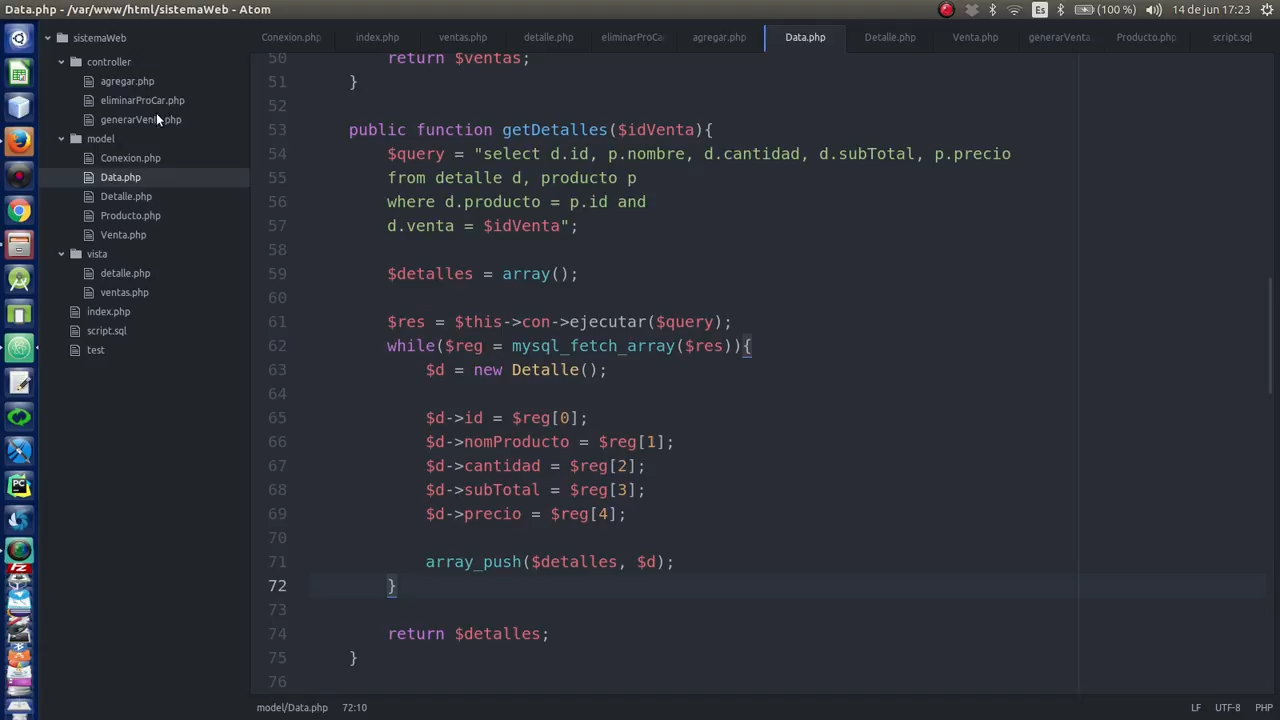 Data.php - /var/www/html/sistemaWeb - Atom
Es
(100 %)
14 de jun 17:23
sistemaWeb
controller
agregar.php
eliminarProCar.php
generarVenta.php
model
Conexion.php
Data.php
Detalle.php
Producto.php
Venta.php
vista
detalle.php
ventas.php
index.php
script.sql
test
Conexion.php
index.php
ventas.php
detalle.php
eliminarProCar
agregar.php
Data.php
Detalle.php
Venta.php
generarVenta
Producto.php
script.sql
50 return $ventas;
51 }
52
53 public function getDetalles($idVenta){
54 $query = "select d.id, p.nombre, d.cantidad, d.subTotal, p.precio
55 from detalle d, producto p
56 where d.producto = p.id and
57 d.venta = $idVenta";
58
59 $detalles = array();
60
61 $res = $this->con->ejecutar($query);
62 while($reg = mysql_fetch_array($res)){
63 $d = new Detalle();
64
65 $d->id = $reg[0];
66 $d->nomProducto = $reg[1];
67 $d->cantidad = $reg[2];
68 $d->subTotal = $reg[3];
69 $d->precio = $reg[4];
70
71 array_push($detalles, $d);
72 }
73
74 return $detalles;
75 }
76
model/Data.php 72:10
LF UTF-8 PHP
PC
FZ